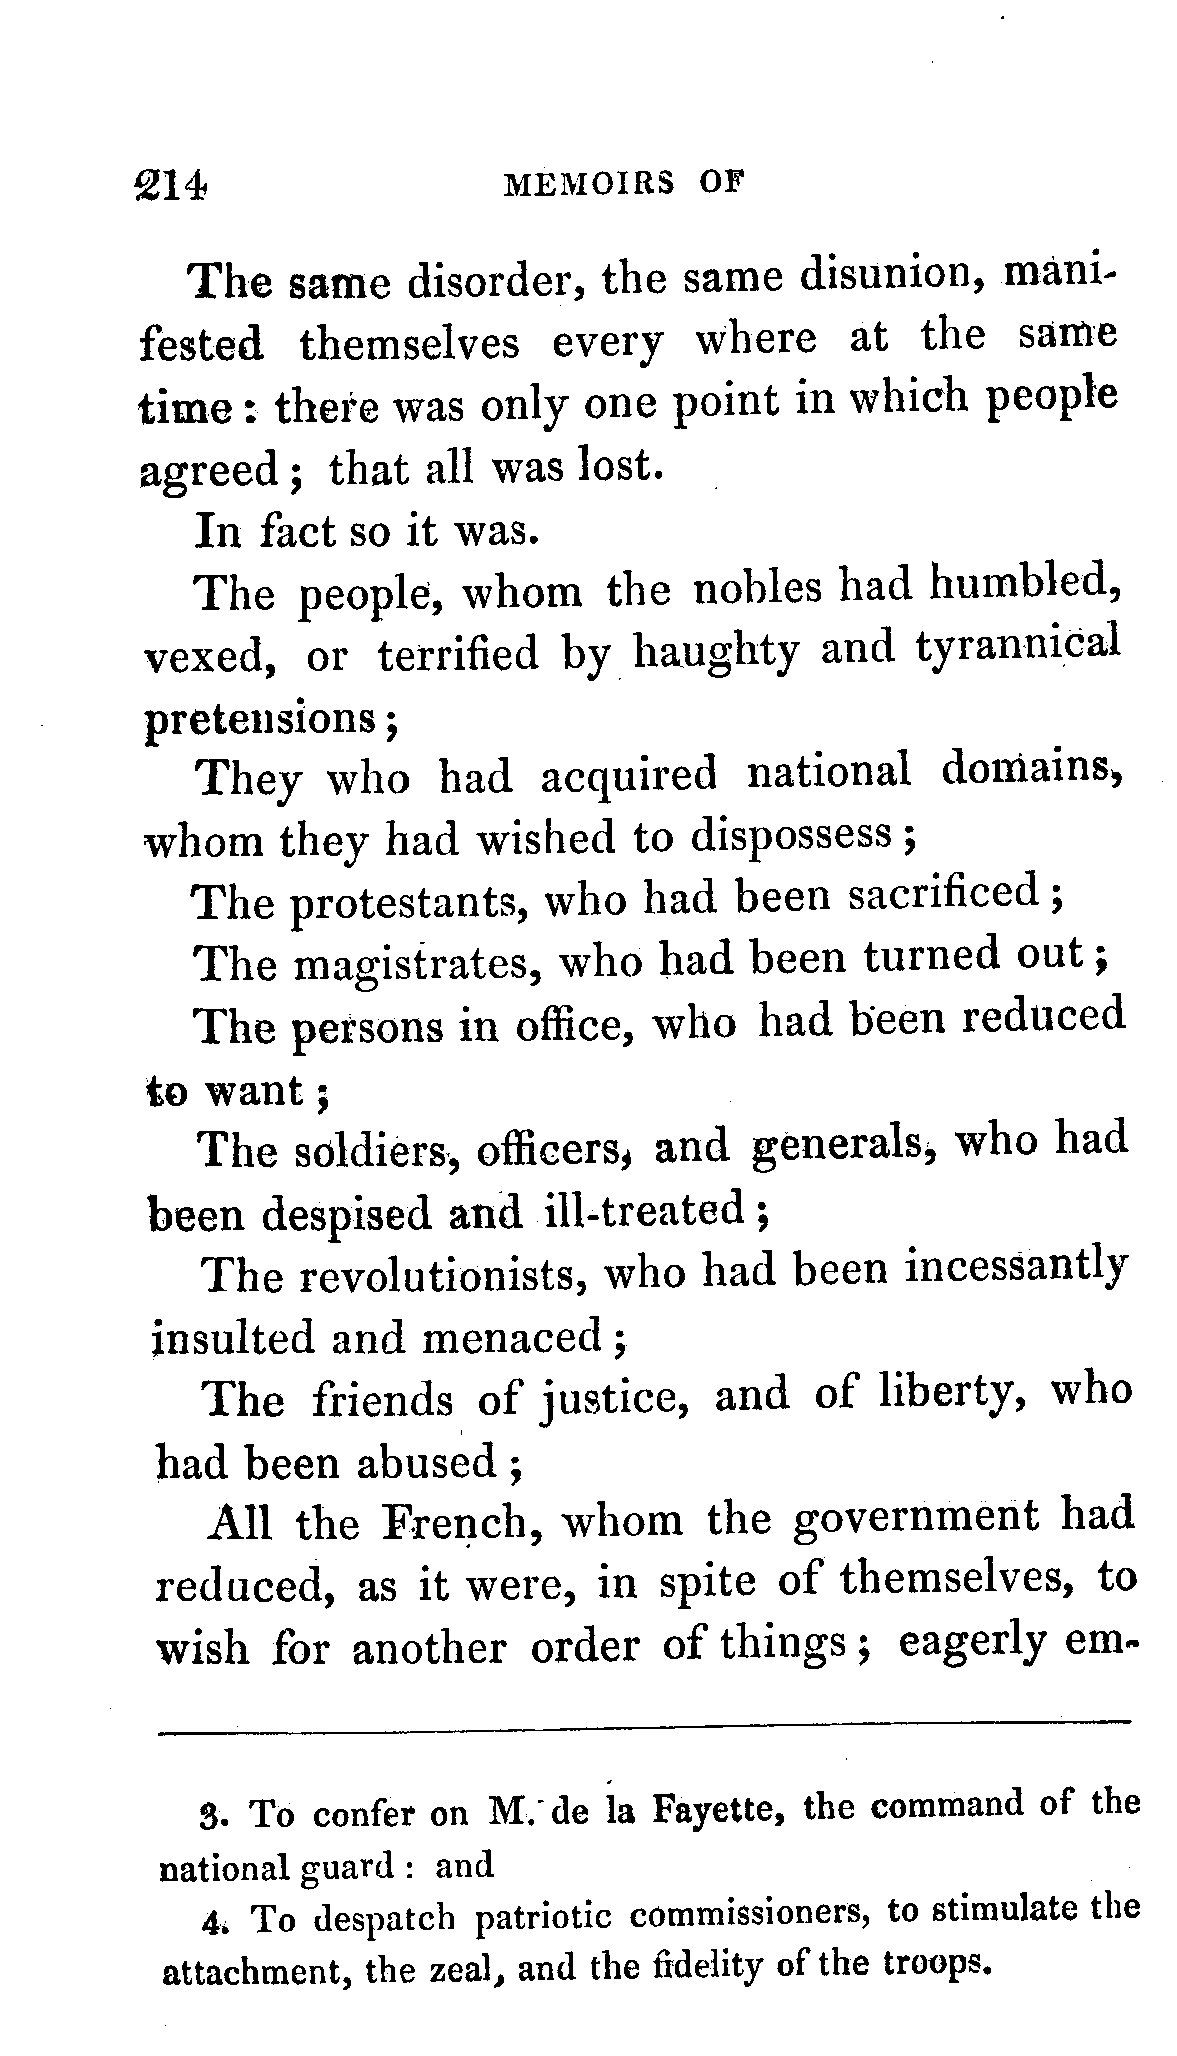 214 MEMOIRS OF
The same disorder, the same disunion, mani-
fested themselves every where at the same
time : there was only one point in which people
agreed ; that all was lost.
In fact so it was.
The people, whom the nobles had humbled,
vexed, or terrified by haughty and tyrannical
pretensions ;
They who had acquired national domains,
whom they had wished to dispossess ;
The protestants, who had been sacrificed ;
The magistrates, who had been turned out ;
The persons in office, who had been reduced
to want ;
The soldiers, officers, and generals, who had
been despised and ill-treated ;
The revolutionists, who had been incessantly
insulted and menaced ;
The friends of justice, and of liberty, who
had been abused ;
All the French, whom the government had
reduced, as it were, in spite of themselves, to
wish for another order of things ; eagerly em-
3. To confer on M. de la Fayette, the command of the
national guard : and
4. To despatch patriotic commissioners, to stimulate the
attachment, the zeal, and the fidelity of the troops.